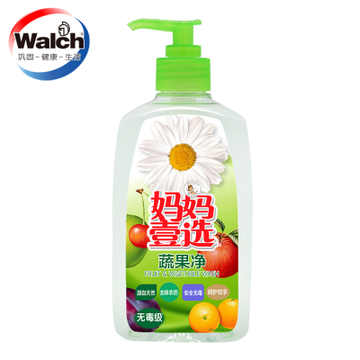 Walch
巩固-健康-生活
妈妈
壹选
蔬果净
FRUIT & VEGETABLE WASH
源自天然
去除农残
安全无毒
呵护双手
无毒级